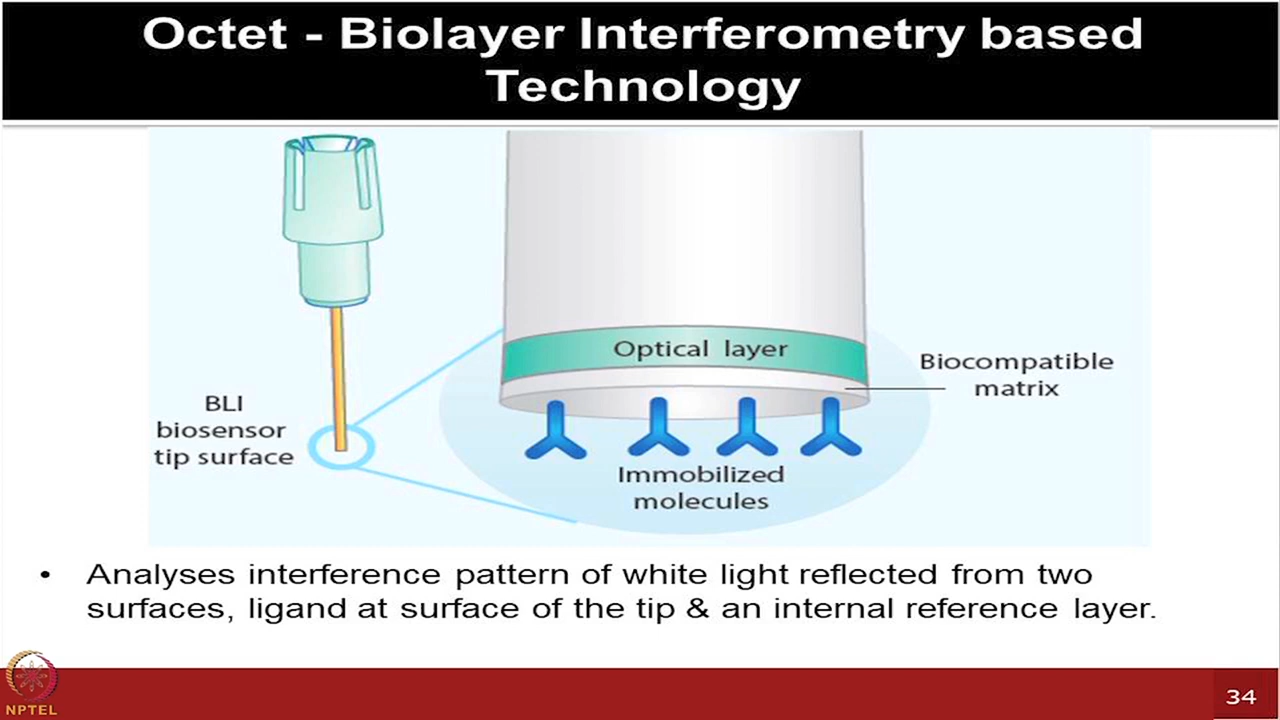 Octet - Biolayer Interferometry based
Technology
Optical layer
Biocompatible
matrix
BLI
biosensor
tip surface
Immobilized
molecules
• Analyses interference pattern of white light reflected from two
surfaces, ligand at surface of the tip & an internal reference layer.
NPTEL
34